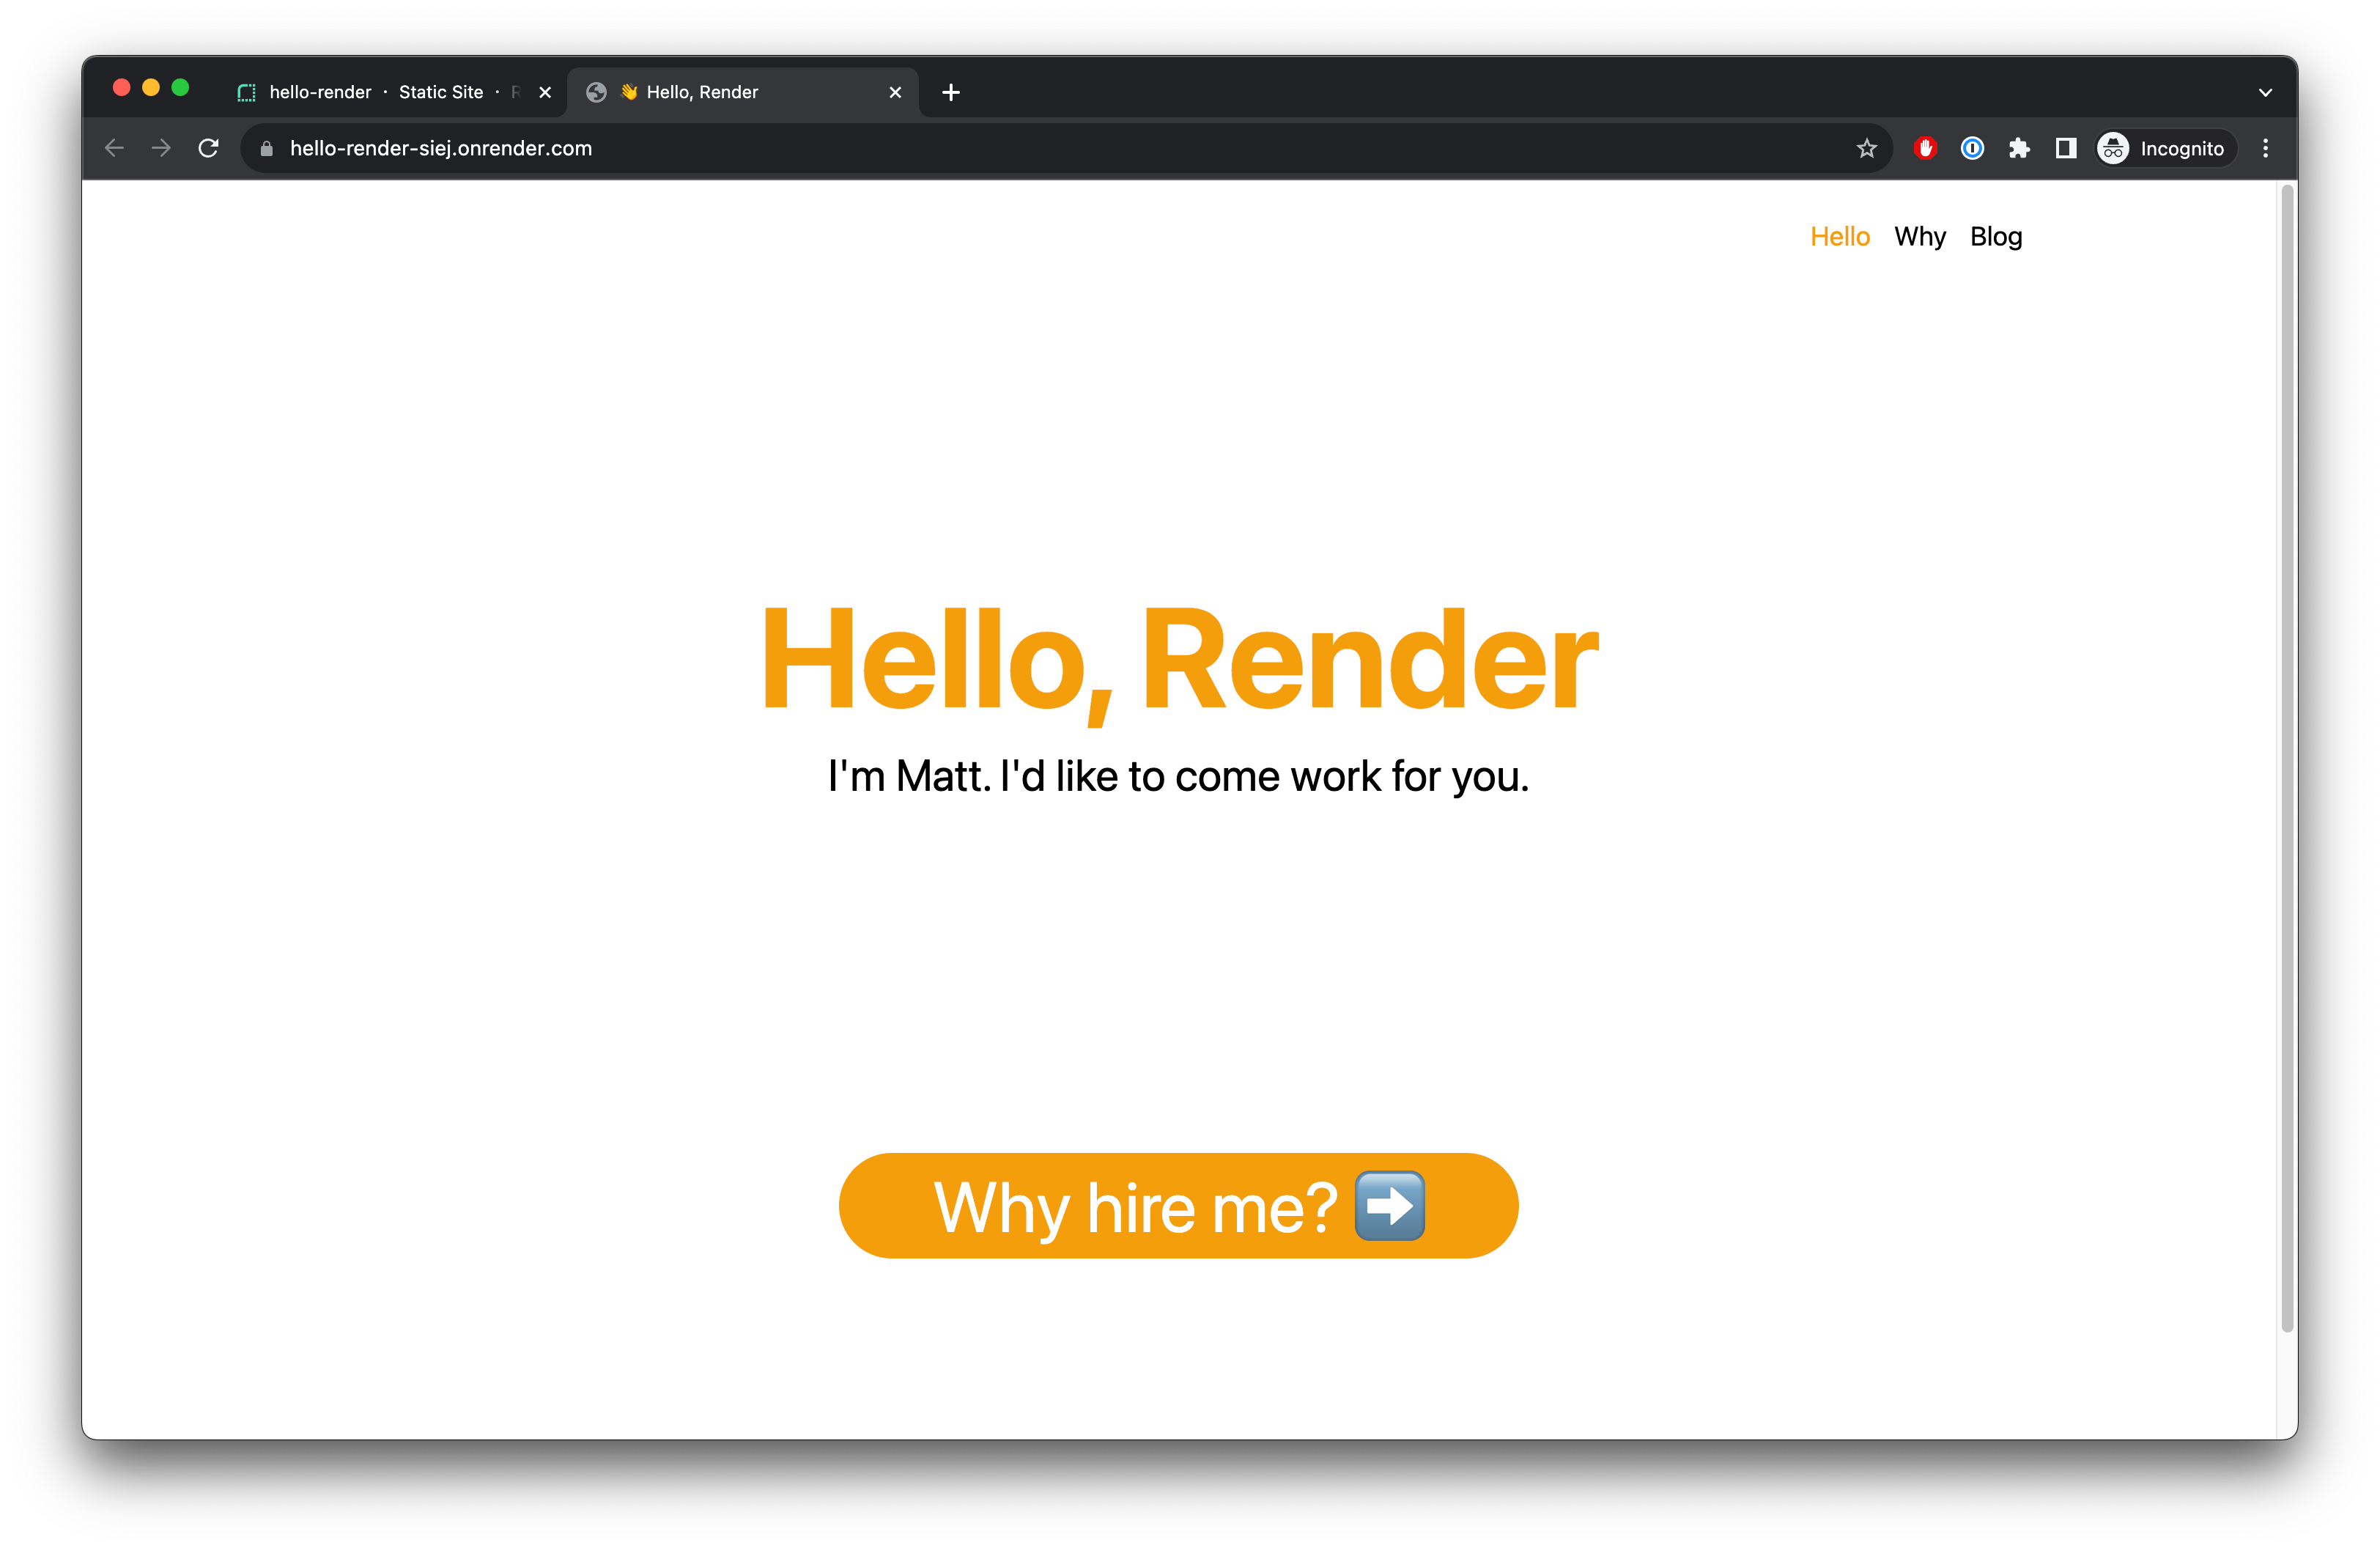 hello-render · Static Site · R
👋 Hello, Render
hello-render-siej.onrender.com
Incognito
Hello Why Blog
Hello, Render
I'm Matt. I'd like to come work for you.
Why hire me? ➡️